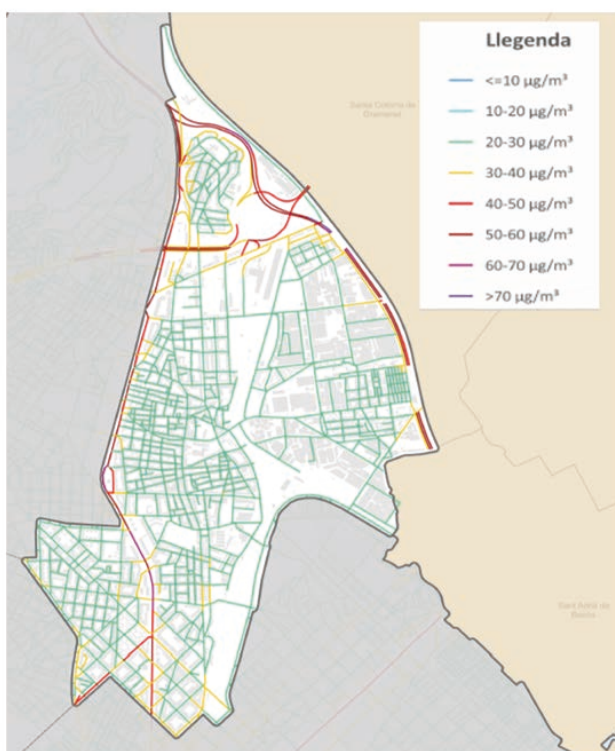 Llegenda
<=10 µg/m³
10-20 µg/m³
20-30 µg/m³
30-40 µg/m³
40-50 µg/m³
50-60 µg/m³
60-70 µg/m³
>70 µg/m³
Santa Coloma de
Gramenet
Sant Adrià de
Besòs